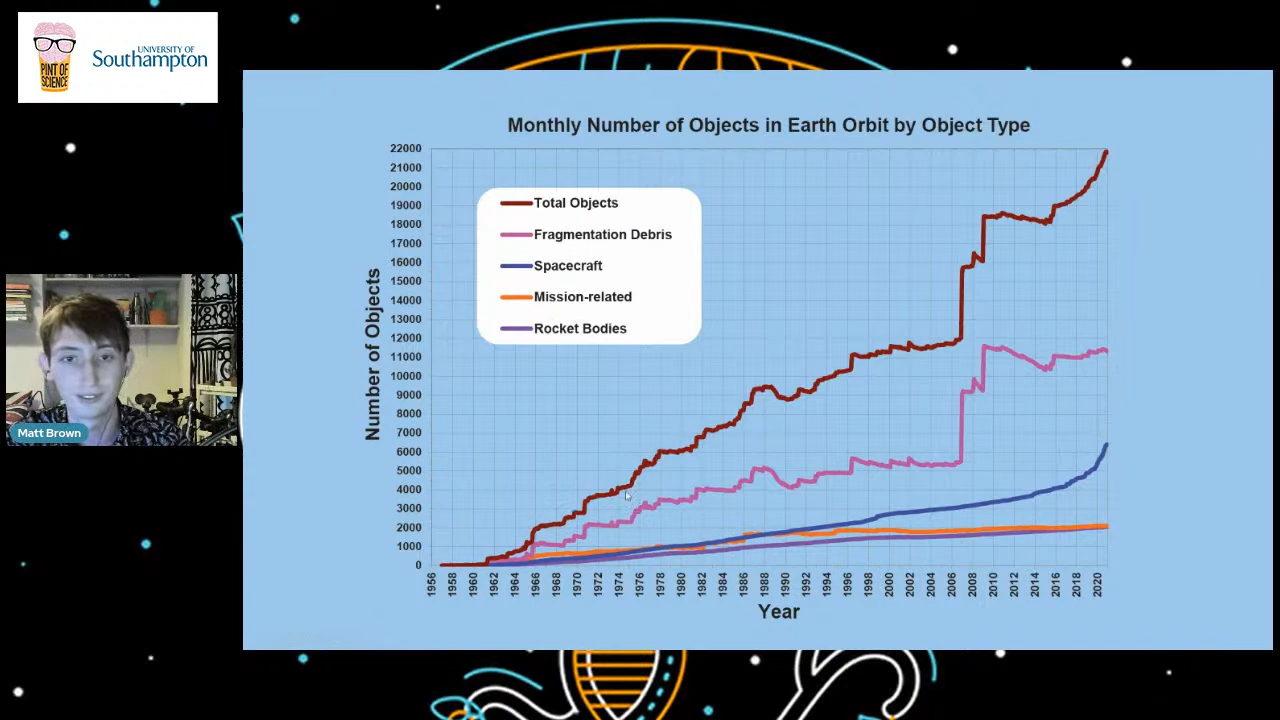 PINT OF
SCIENCE
UNIVERSITY OF
Southampton
Matt Brown
Monthly Number of Objects in Earth Orbit by Object Type
Number of Objects
22000
21000
20000
19000
18000
17000
16000
15000
14000
13000
12000
11000
10000
9000
8000
7000
6000
5000
4000
3000
2000
1000
0
Total Objects
Fragmentation Debris
Spacecraft
Mission-related
Rocket Bodies
1956 1958 1960 1962 1964 1966 1968 1970 1972 1974 1976 1978 1980 1982 1984 1986 1988 1990 1992 1994 1996 1998 2000 2002 2004 2006 2008 2010 2012 2014 2016 2018 2020
Year